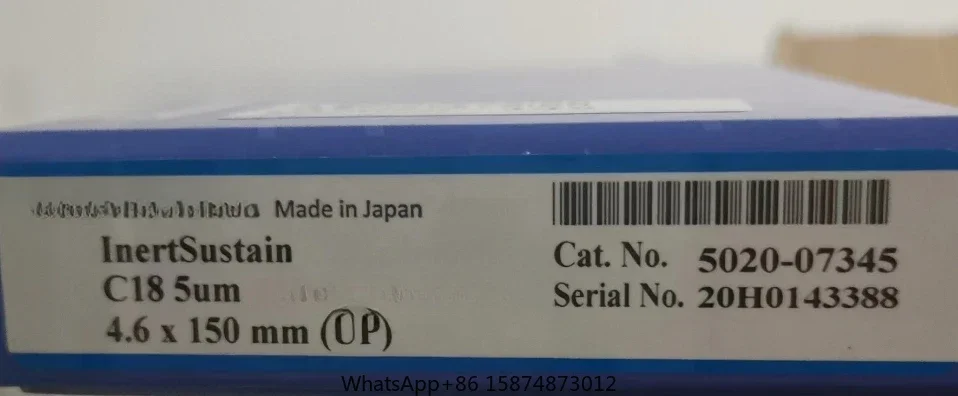 Made in Japan
InertSustain
C18 5um
4.6 x 150 mm (UP)
Cat. No. 5020-07345
Serial No. 20H0143388
WhatsApp+86 15874873012